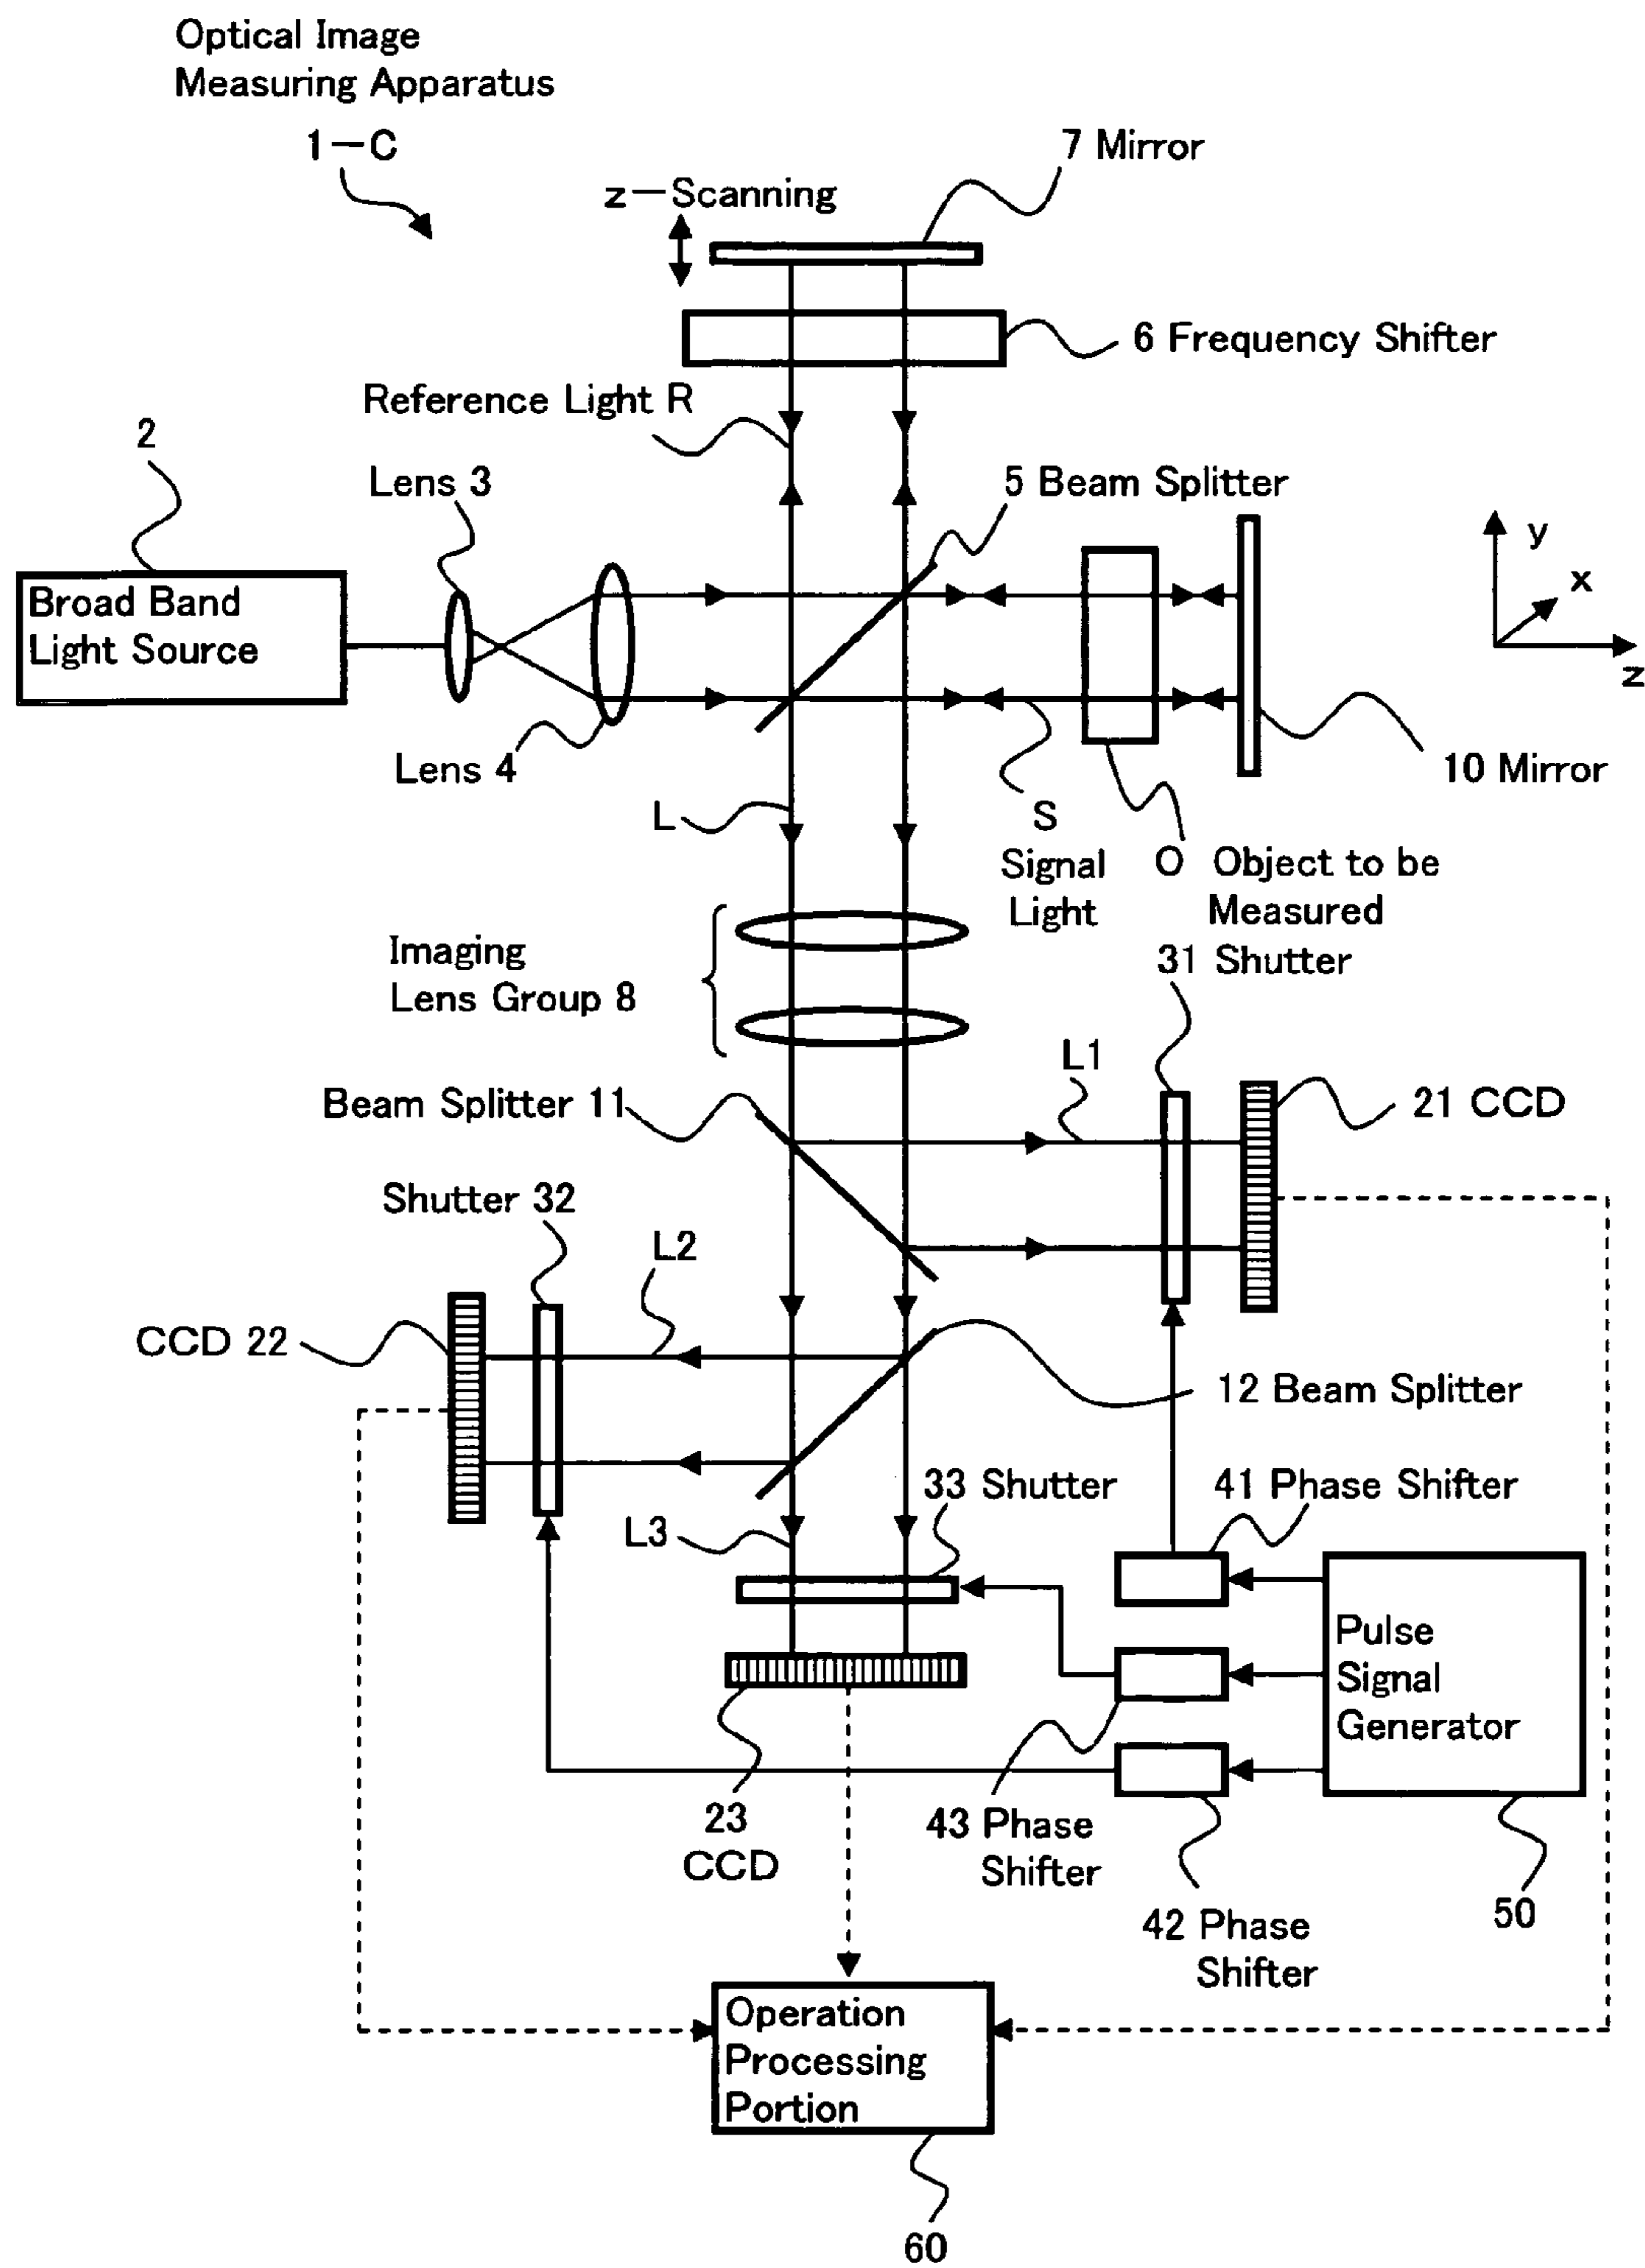 Optical Image
Measuring Apparatus
1－C
7 Mirror
z－Scanning
6 Frequency Shifter
Reference Light R
2
Lens 3
5 Beam Splitter
Broad Band
Light Source
y
x
z
Lens 4
10 Mirror
L
S
Signal
Light
O Object to be
Measured
Imaging
Lens Group 8
31 Shutter
L1
Beam Splitter 11
21 CCD
Shutter 32
L2
CCD 22
12 Beam Splitter
33 Shutter
41 Phase Shifter
L3
Pulse
Signal
Generator
23
CCD
43 Phase
Shifter
42 Phase
Shifter
50
Operation
Processing
Portion
60